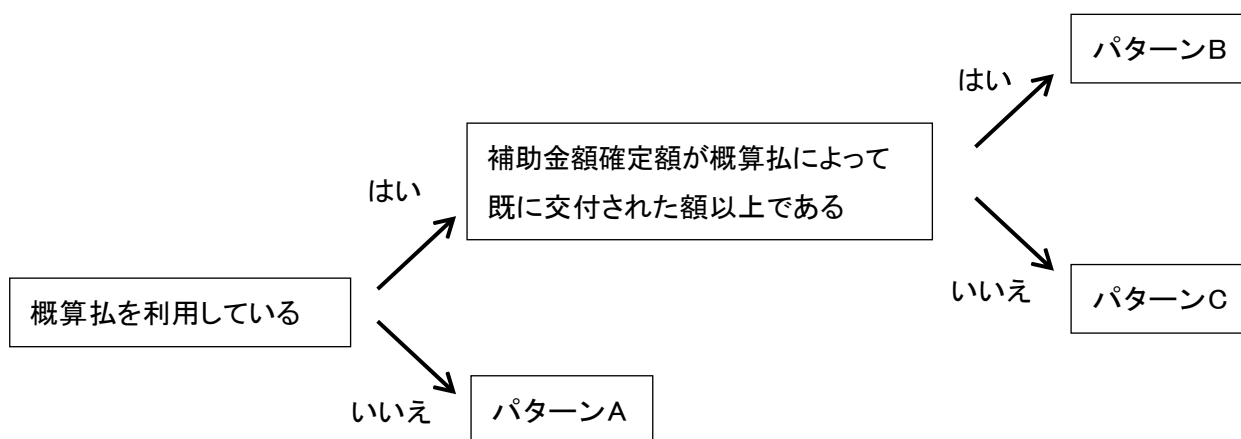 パターンB
はい
補助金額確定額が概算払によって
既に交付された額以上である
はい
いいえ
パターンC
概算払を利用している
いいえ
パターンA